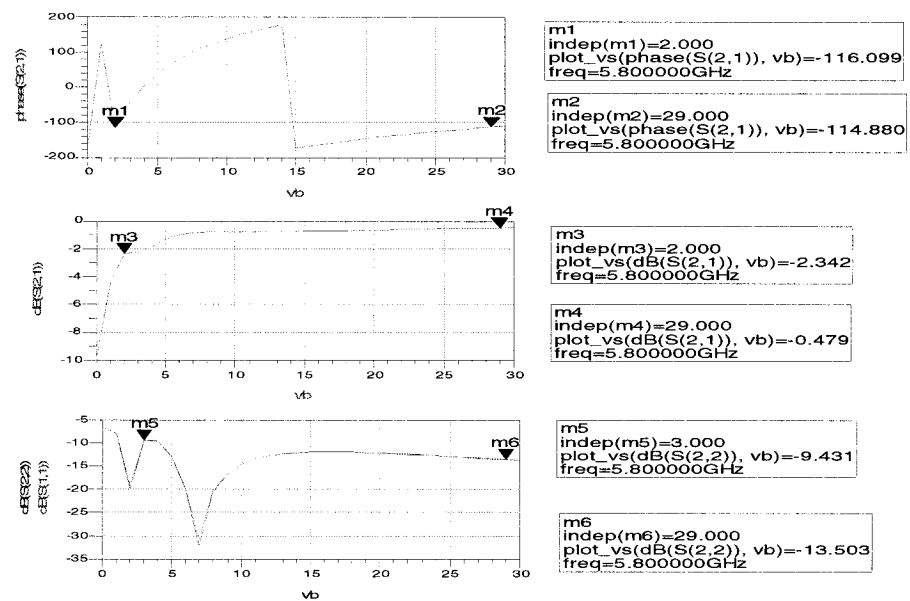 200
100
0
-100
-200
phase(S(2,1))
m1
m2
0 5 10 15 20 25 30
vb
m1
indep(m1)=2.000
plot_vs(phase(S(2,1)), vb)=-116.099
freq=5.800000GHz
m2
indep(m2)=29.000
plot_vs(phase(S(2,1)), vb)=-114.880
freq=5.800000GHz
0
-2
-4
-6
-8
-10
dB(S(2,1))
m3
m4
0 5 10 15 20 25 30
vb
m3
indep(m3)=2.000
plot_vs(dB(S(2,1)), vb)=-2.342
freq=5.800000GHz
m4
indep(m4)=29.000
plot_vs(dB(S(2,1)), vb)=-0.479
freq=5.800000GHz
-5
-10
-15
-20
-25
-30
-35
dB(S(2,2))
dB(S(1,1))
m5
m6
0 5 10 15 20 25 30
vb
m5
indep(m5)=3.000
plot_vs(dB(S(2,2)), vb)=-9.431
freq=5.800000GHz
m6
indep(m6)=29.000
plot_vs(dB(S(2,2)), vb)=-13.503
freq=5.800000GHz